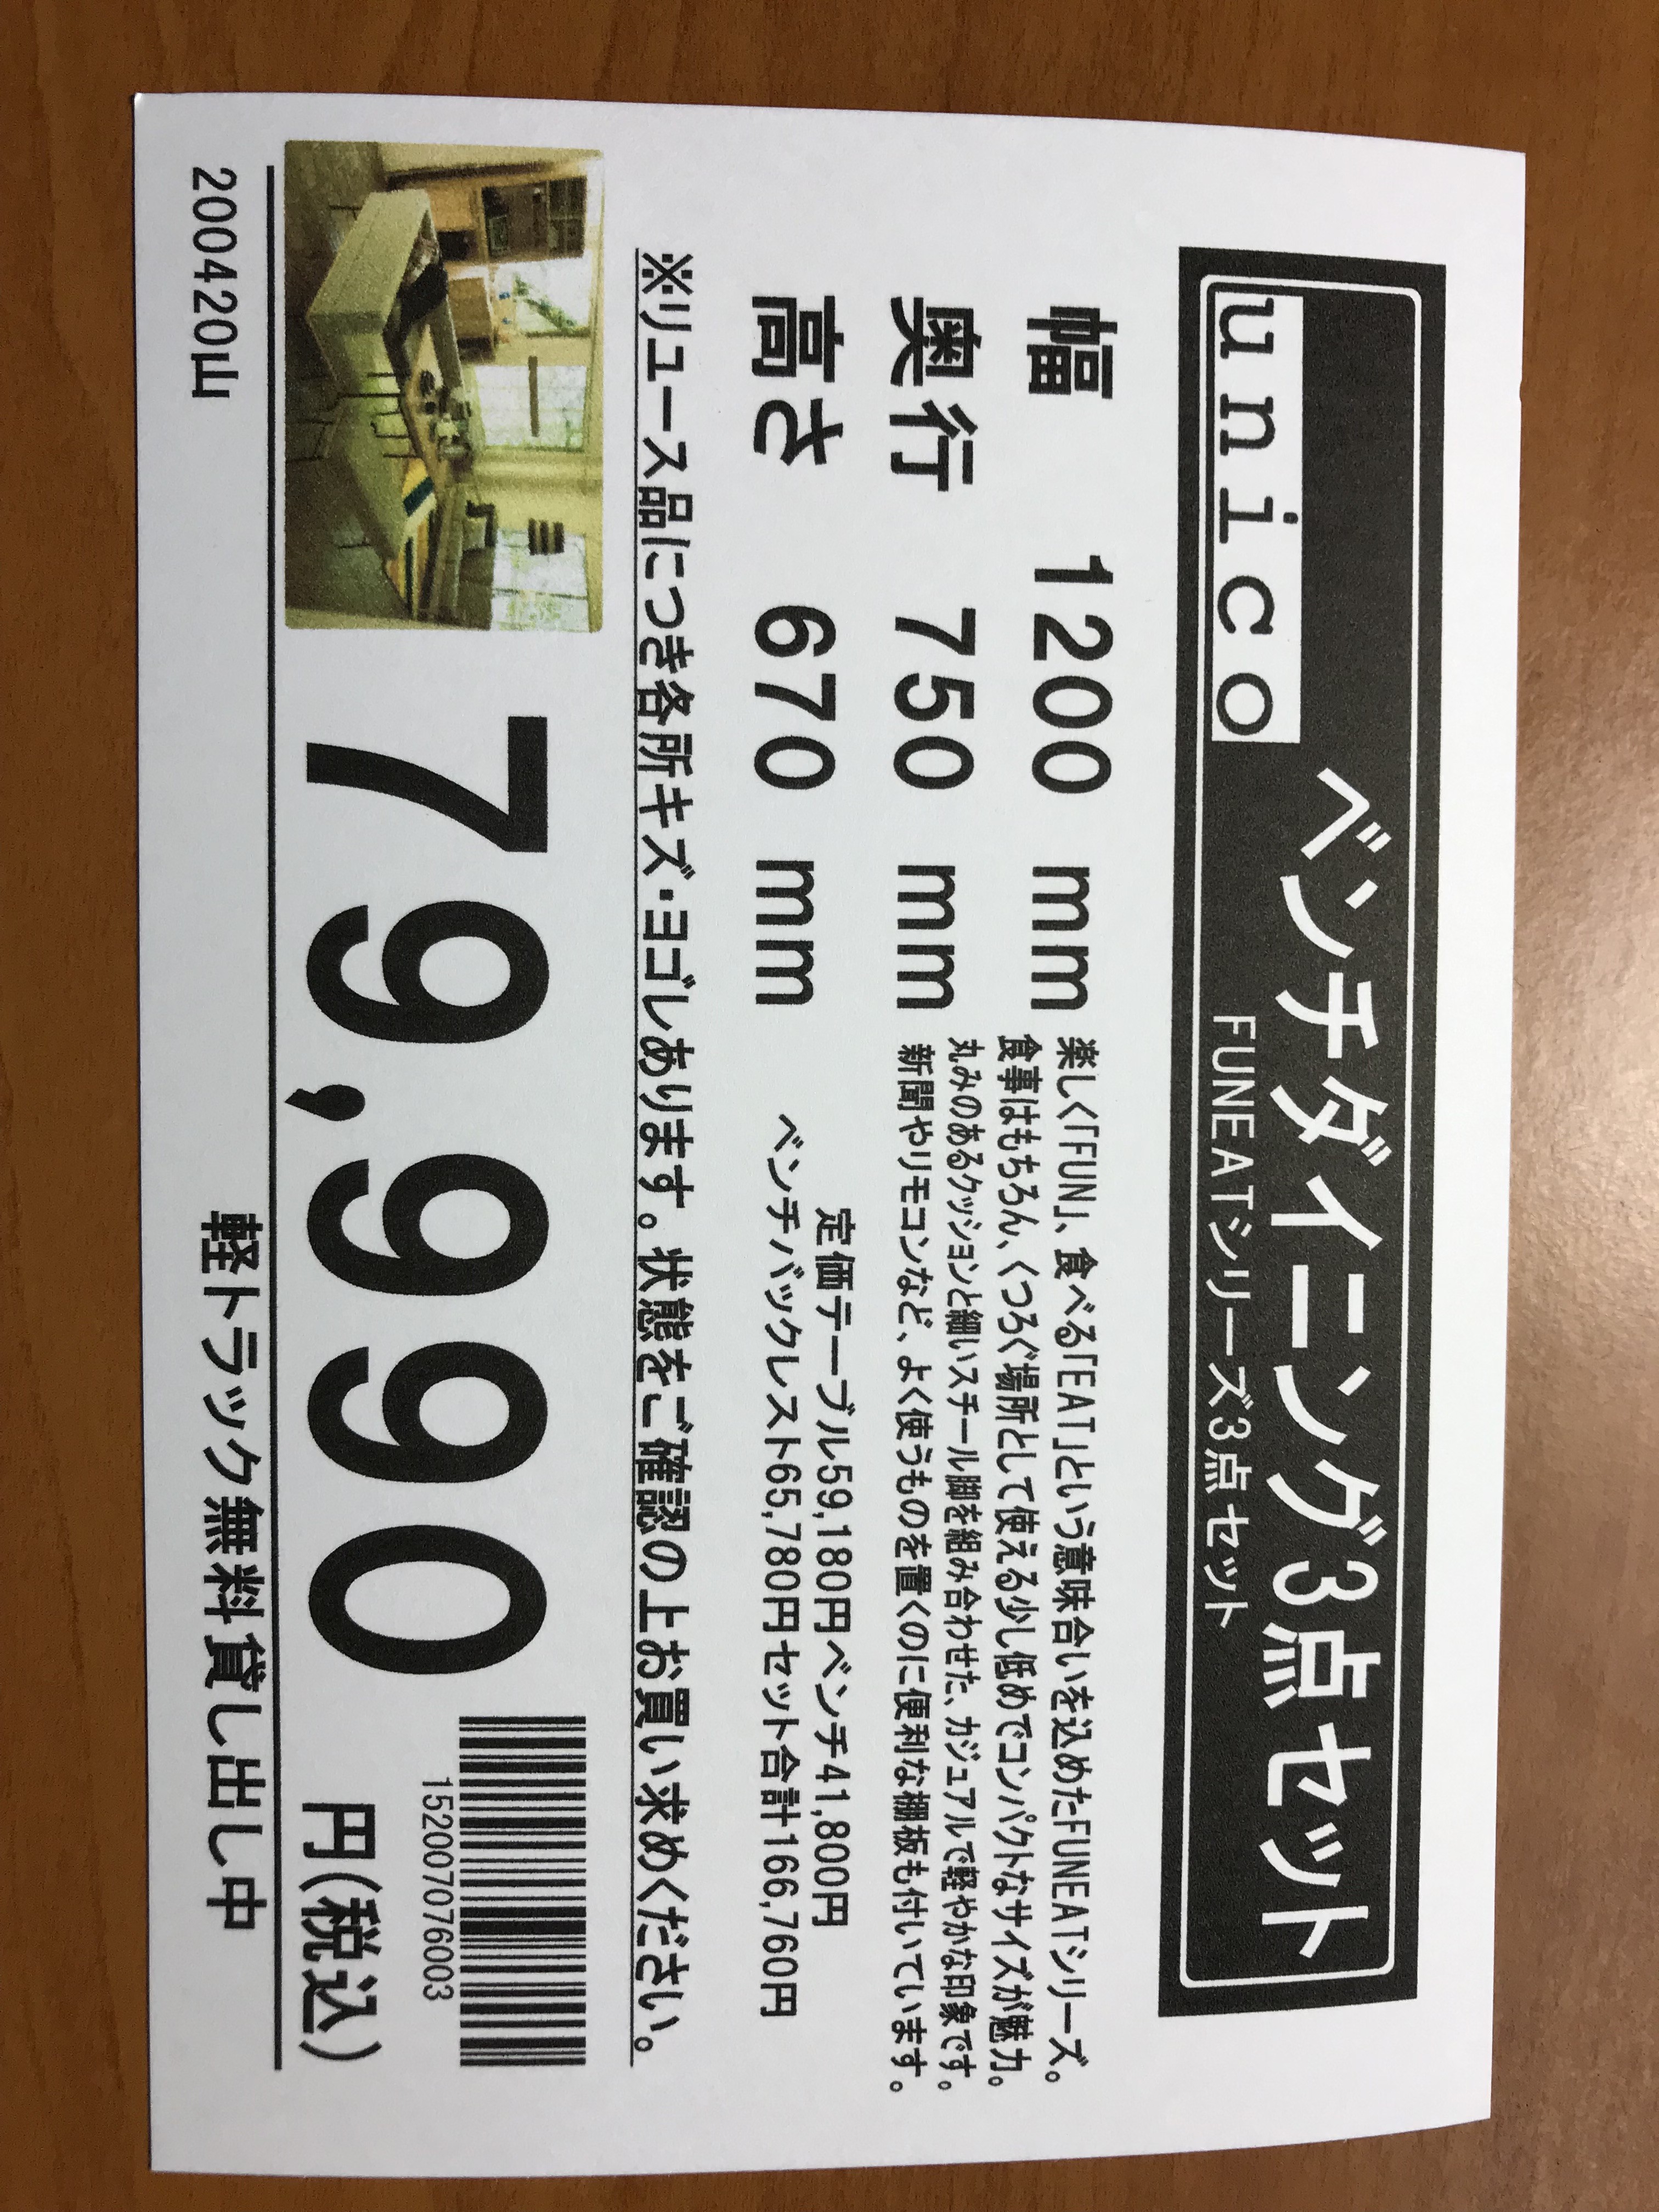 unico
ベンチダイニング3点セット
FUNEATシリーズ3点セット
幅 1200 mm
奥行 750 mm
高さ 670 mm
楽しく「FUN」、食べる「EAT」という意味合いを込めたFUNEATシリーズ。
食事はもちろん、くつろぐ場所として使える少し低めでコンパクトなサイズが魅力。
丸みのあるクッションと細いスチール脚を組み合わせた、カジュアルで軽やかな印象です。
新聞やリモコンなど、よく使うものを置くのに便利な棚板も付いています。
定価テーブル59,180円ベンチ41,800円
ベンチバックレスト65,780円セット合計166,760円
※リユース品につき各所キズ・ヨゴレあります。状態をご確認の上お買い求めください。
79,990 円(税込)
152007076003
200420山
軽トラック無料貸し出し中